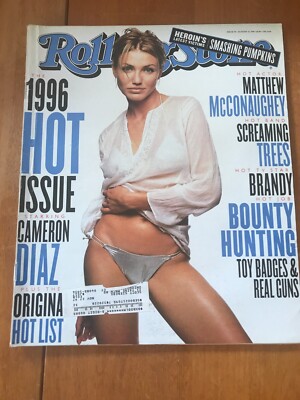 HEROIN'S
LATEST VICTIMS
SMASHING PUMPKINS
Rolling Stone
THE
1996
HOT
ISSUE
STARRING
CAMERON
DIAZ
PLUS THE
ORIGINA
HOT LIST
HOT ACTOR
MATTHEW
McCONAUGHEY
HOT BAND
SCREAMING
TREES
HOT TV STAR
BRANDY
HOT JOB
BOUNTY
HUNTING
TOY BADGES &
REAL GUNS